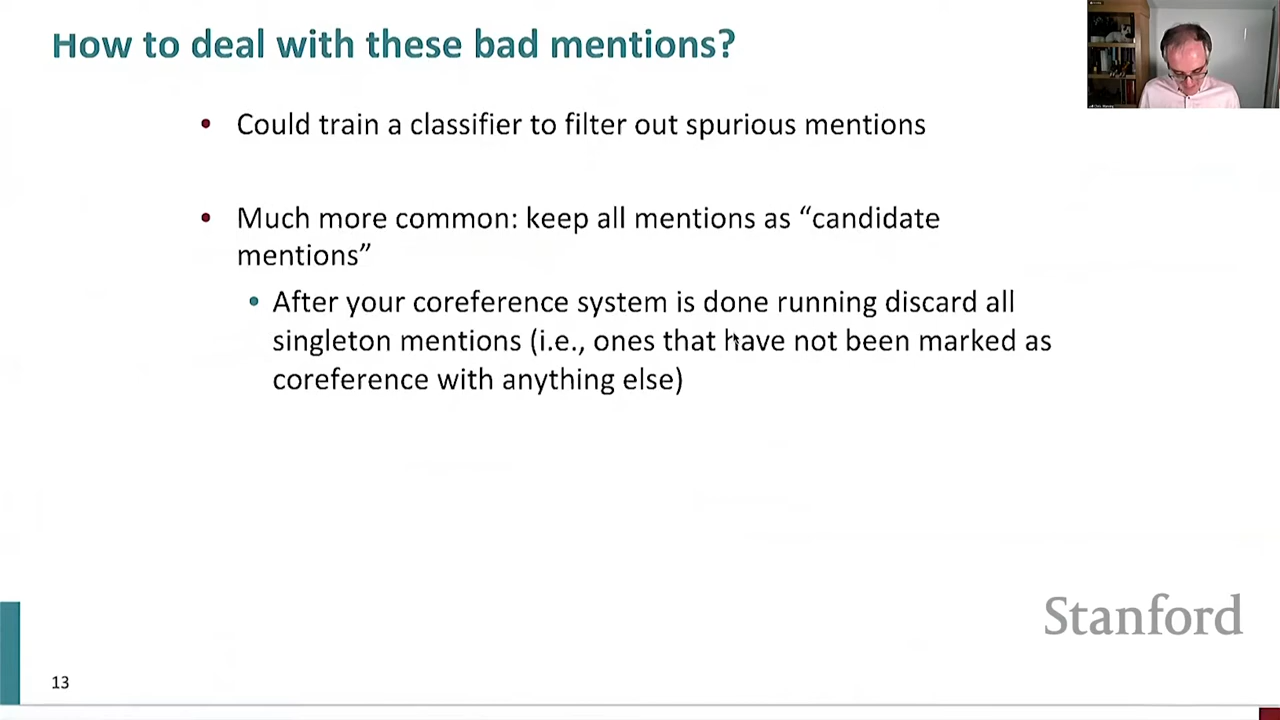 How to deal with these bad mentions?
• Could train a classifier to filter out spurious mentions
• Much more common: keep all mentions as “candidate
mentions”
• After your coreference system is done running discard all
singleton mentions (i.e., ones that have not been marked as
coreference with anything else)
Stanford
13